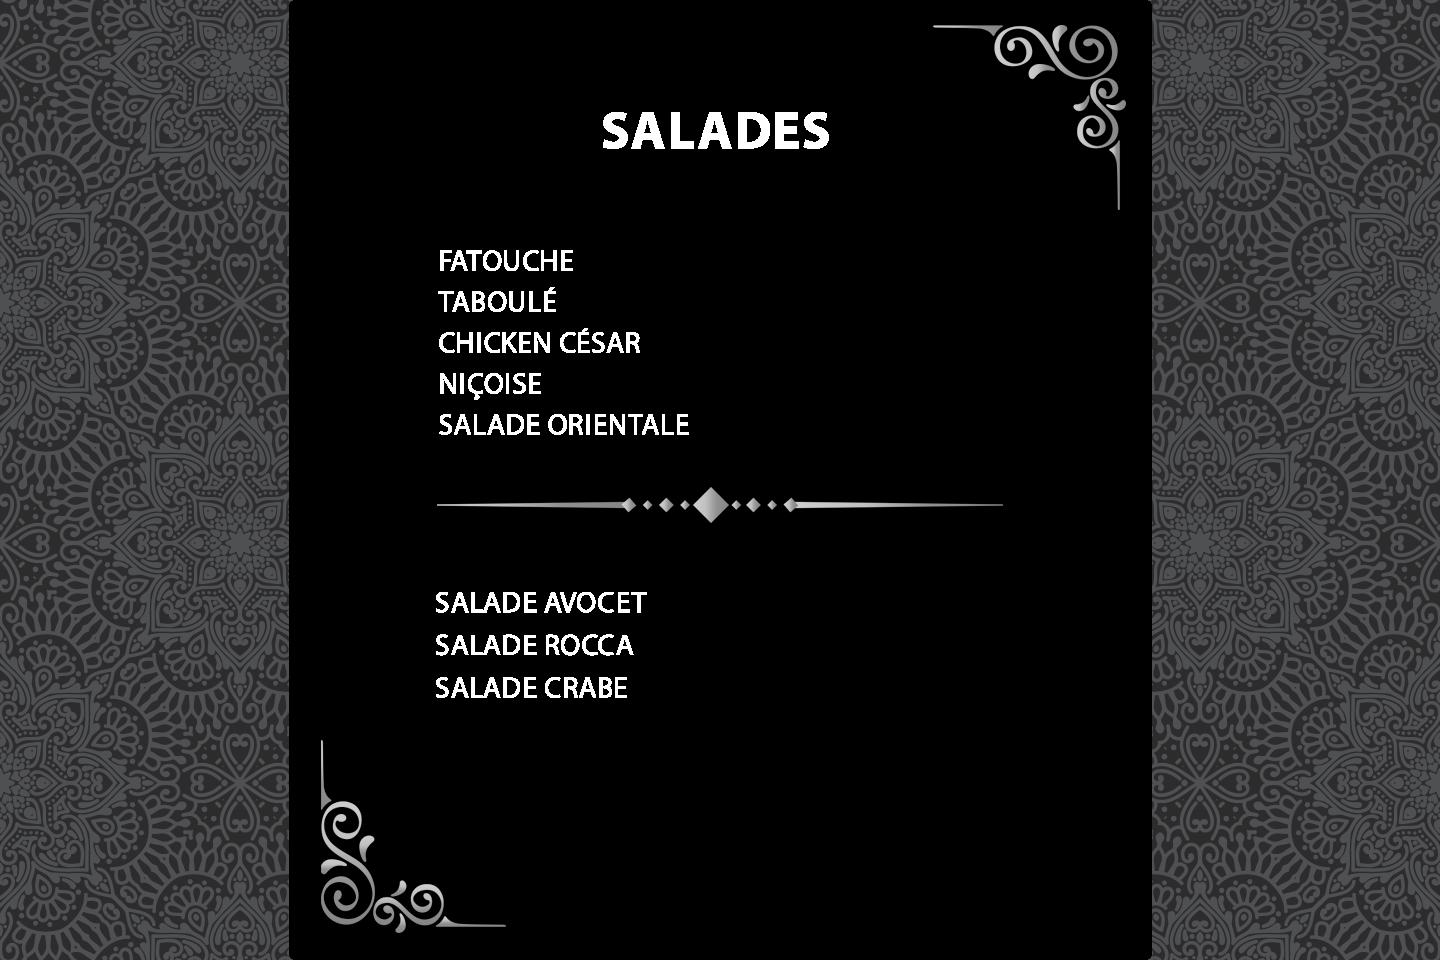 SALADES
FATOUCHE
TABOULÉ
CHICKEN CÉSAR
NIÇOISE
SALADE ORIENTALE
SALADE AVOCET
SALADE ROCCA
SALADE CRABE